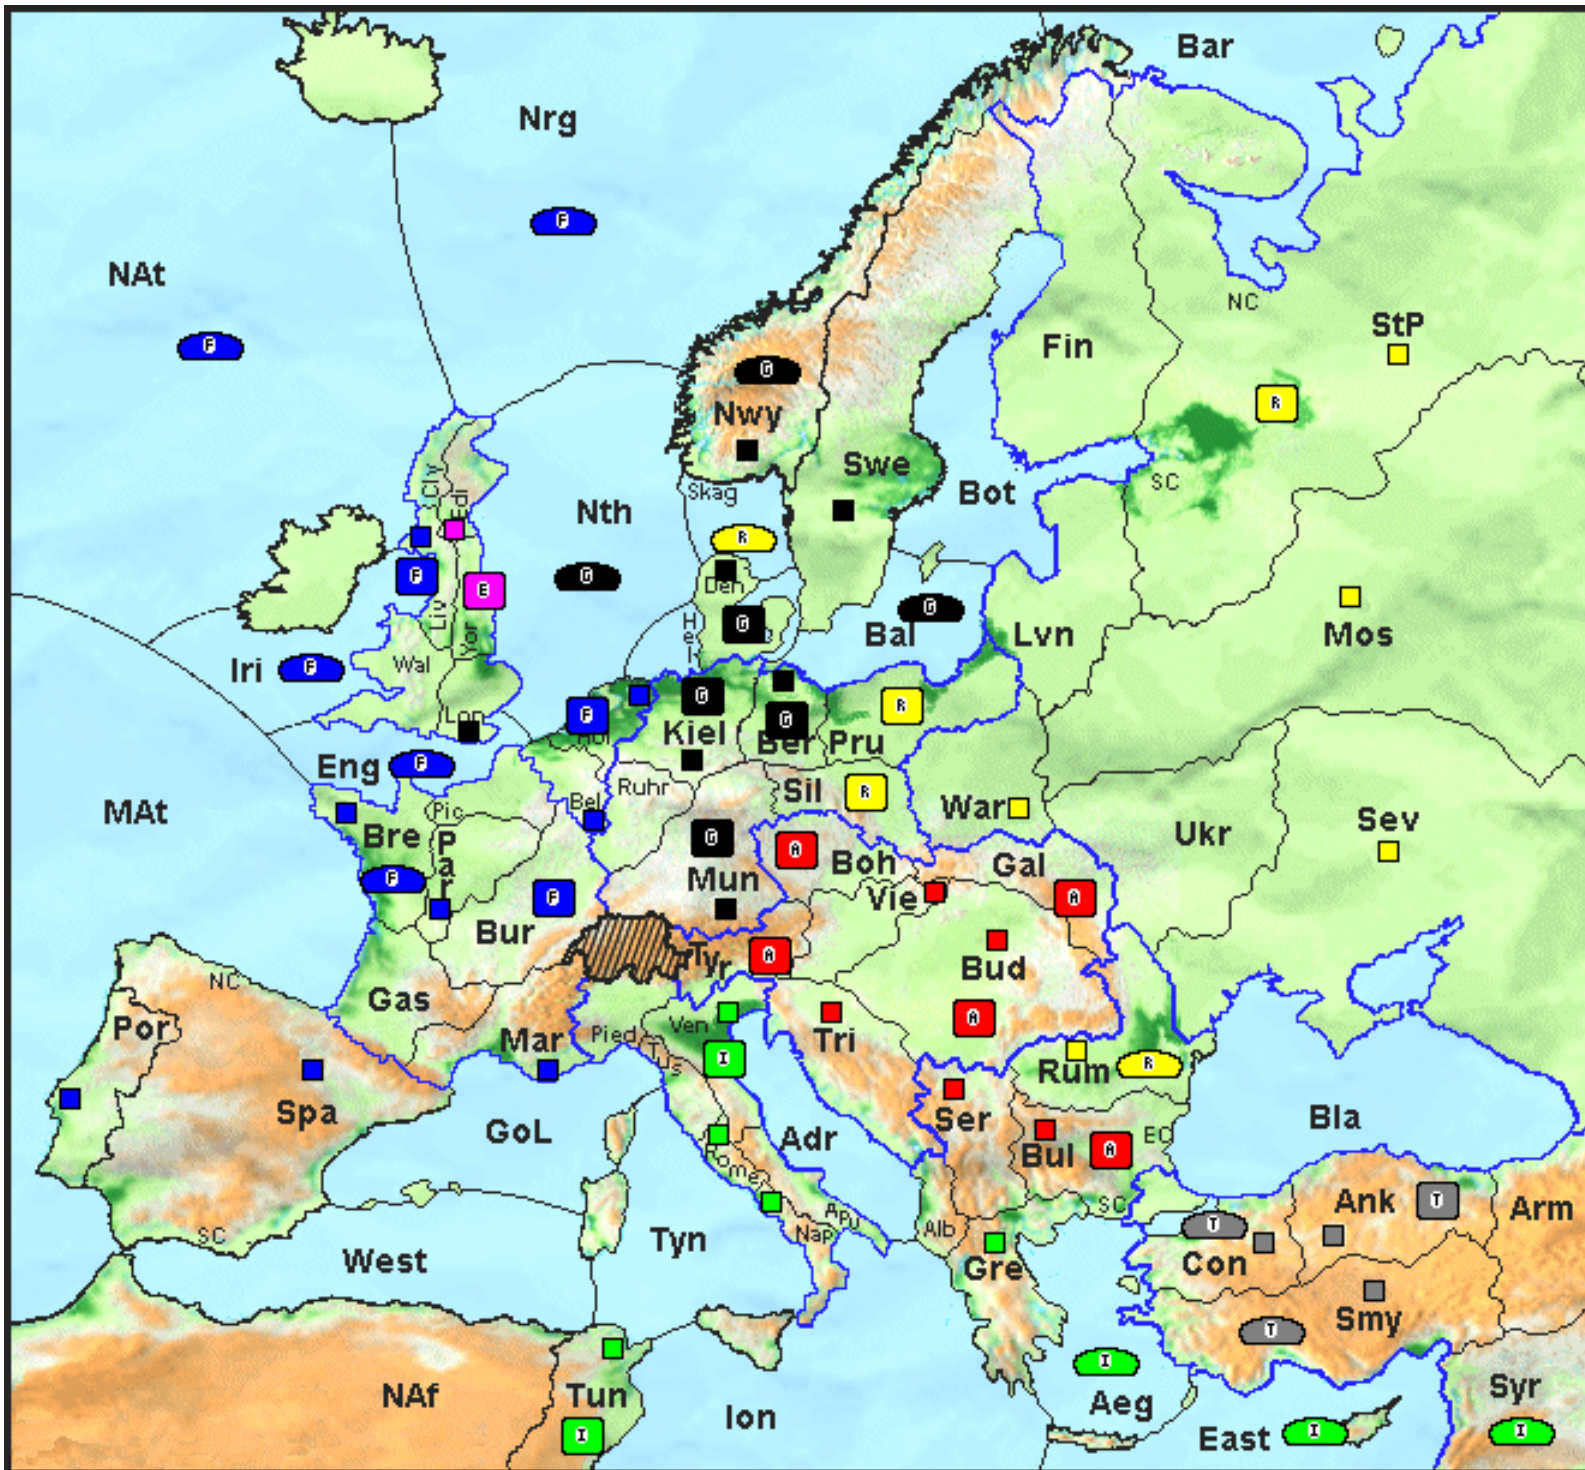 Bar
Nrg
F
NAt
F
NC
StP
Fin
G
R
Nwy
Swe
Cly
Edi
SC
Skag
Bot
Nth
R
F
E
G
Den
G
Mos
Liv
Yor
Hel
G
Bal
Lvn
Iri
F
Wal
G
R
F
Lon
Kiel
G
Ber
Pru
Hol
Eng
F
Ruhr
Sil
R
War
Bel
Pic
MAt
Bre
Par
G
A
Boh
Gal
Ukr
Sev
F
F
Mun
Vie
A
Bur
Tyr
A
Bud
NC
Gas
Por
Mar
Pied
Ven
Tri
A
Tus
I
Rum
R
Spa
GoL
Ser
Bla
Adr
Bul
A
EC
Rome
SC
Ank
T
Arm
SC
West
Tyn
Apu
Nap
Alb
T
Con
Gre
Smy
T
NAf
Tun
I
Aeg
Syr
I
Ion
East
I
I